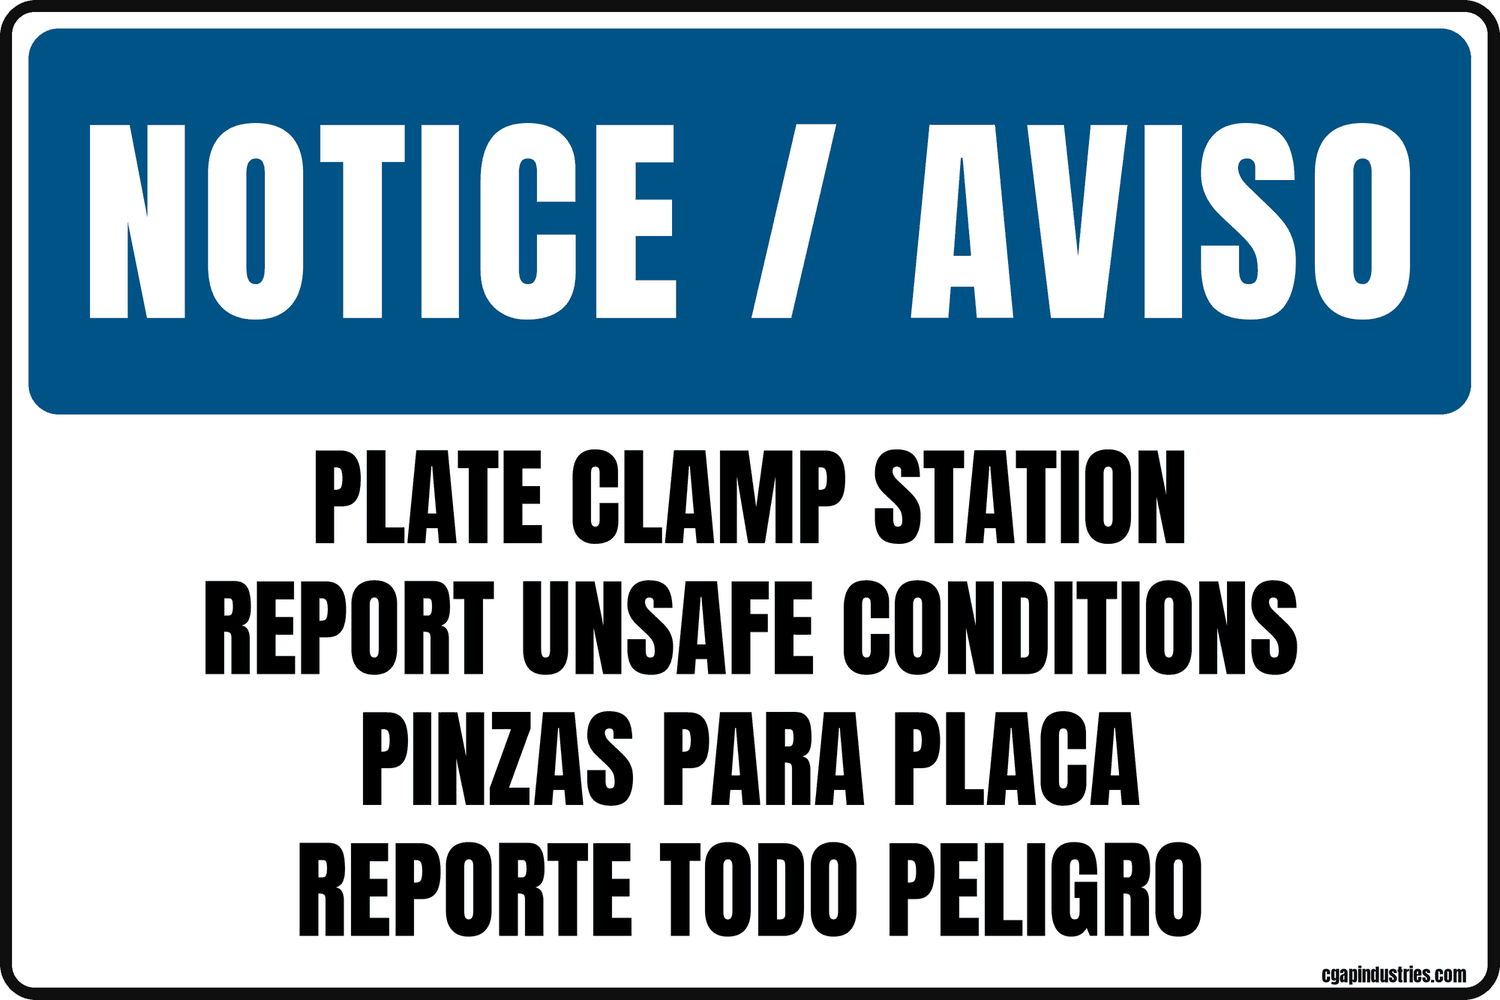 NOTICE / AVISO
PLATE CLAMP STATION
REPORT UNSAFE CONDITIONS
PINZAS PARA PLACA
REPORTE TODO PELIGRO
cgapindustries.com